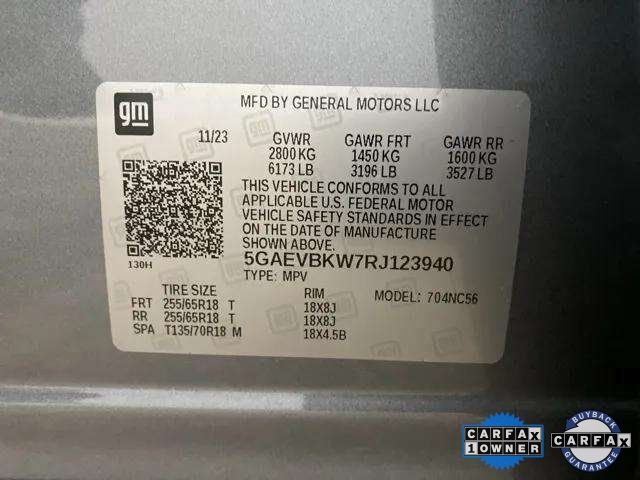 gm
MFD BY GENERAL MOTORS LLC
11/23 GVWR GAWR FRT GAWR RR
2800 KG 1450 KG 1600 KG
6173 LB 3196 LB 3527 LB
THIS VEHICLE CONFORMS TO ALL
APPLICABLE U.S. FEDERAL MOTOR
VEHICLE SAFETY STANDARDS IN EFFECT
ON THE DATE OF MANUFACTURE
SHOWN ABOVE.
130H
5GAEVBKW7RJ123940
TYPE: MPV
TIRE SIZE RIM MODEL: 704NC56
FRT 255/65R18 T 18X8J
RR 255/65R18 T 18X8J
SPA T135/70R18 M 18X4.5B
CARFAX
1 OWNER
BUYBACK
CARFAX
GUARANTEE